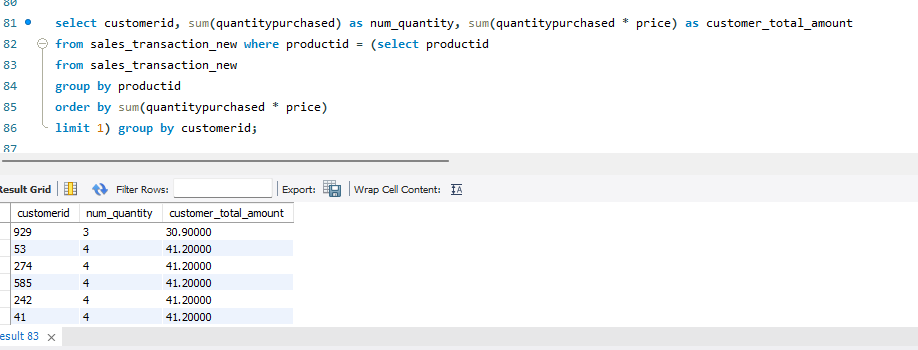 80
81 select customerid, sum(quantitypurchased) as num_quantity, sum(quantitypurchased * price) as customer_total_amount
82 from sales_transaction_new where productid = (select productid
83 from sales_transaction_new
84 group by productid
85 order by sum(quantitypurchased * price)
86 limit 1) group by customerid;
87
Result Grid Filter Rows: Export: Wrap Cell Content: IA
customerid num_quantity customer_total_amount
929 3 30.90000
53 4 41.20000
274 4 41.20000
585 4 41.20000
242 4 41.20000
41 4 41.20000
esult 83 ×